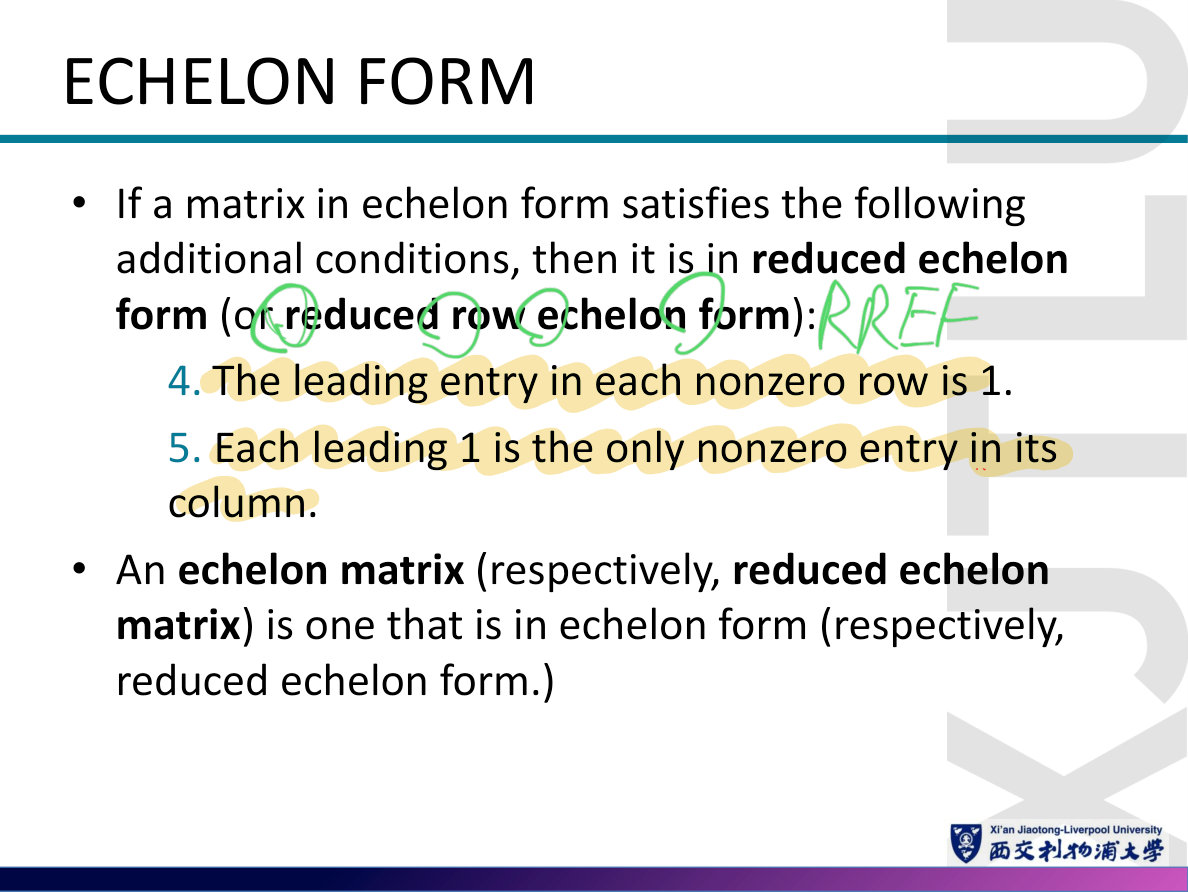 ECHELON FORM
• If a matrix in echelon form satisfies the following
additional conditions, then it is in reduced echelon
form (or reduced row echelon form): RREF
4. The leading entry in each nonzero row is 1.
5. Each leading 1 is the only nonzero entry in its
column.
• An echelon matrix (respectively, reduced echelon
matrix) is one that is in echelon form (respectively,
reduced echelon form.)
XJTLU
Xi'an Jiaotong-Liverpool University
西交利物浦大学